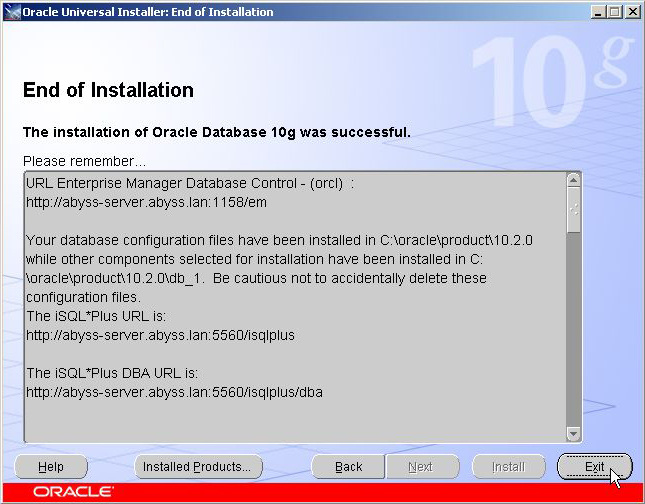 Oracle Universal Installer: End of Installation
10g
End of Installation
The installation of Oracle Database 10g was successful.
Please remember...
URL Enterprise Manager Database Control - (orcl)  :
http://abyss-server.abyss.lan:1158/em
Your database configuration files have been installed in C:\oracle\product\10.2.0
while other components selected for installation have been installed in C:
\oracle\product\10.2.0\db_1.  Be cautious not to accidentally delete these
configuration files.
The iSQL*Plus URL is:
http://abyss-server.abyss.lan:5560/isqlplus
The iSQL*Plus DBA URL is:
http://abyss-server.abyss.lan:5560/isqlplus/dba
Help Installed Products... Back Next Install Exit
ORACLE